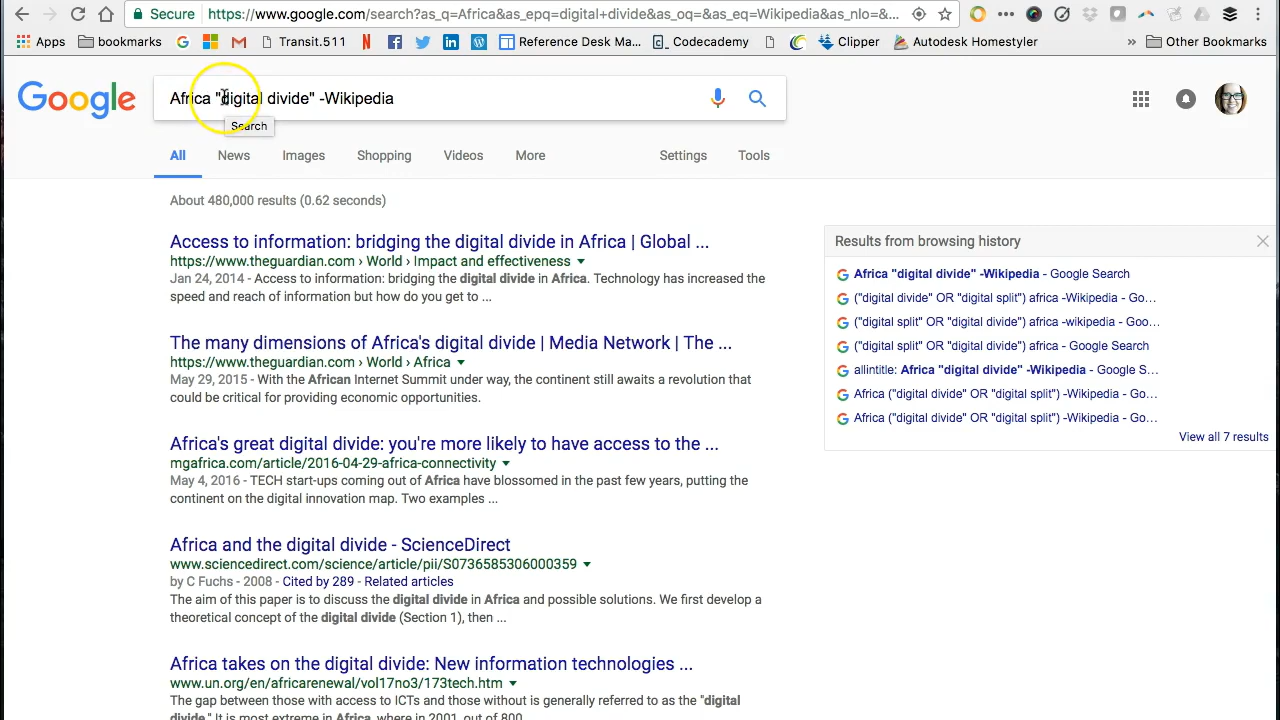 Secure https://www.google.com/search?as_q=Africa&as_epq=digital+divide&as_oq=&as_eq=Wikipedia&as_nlo=&...
Apps bookmarks Transit.511 Reference Desk Ma... Codecademy Clipper Autodesk Homestyler » Other Bookmarks
Google
Africa "digital divide" -Wikipedia
Search
All News Images Shopping Videos More Settings Tools
About 480,000 results (0.62 seconds)
Access to information: bridging the digital divide in Africa | Global ...
https://www.theguardian.com › World › Impact and effectiveness
Jan 24, 2014 - Access to information: bridging the digital divide in Africa. Technology has increased the
speed and reach of information but how do you get to ...
The many dimensions of Africa's digital divide | Media Network | The ...
https://www.theguardian.com › World › Africa
May 29, 2015 - With the African Internet Summit under way, the continent still awaits a revolution that
could be critical for providing economic opportunities.
Africa's great digital divide: you're more likely to have access to the ...
mgafrica.com/article/2016-04-29-africa-connectivity
May 4, 2016 - TECH start-ups coming out of Africa have blossomed in the past few years, putting the
continent on the digital innovation map. Two examples ...
Africa and the digital divide - ScienceDirect
www.sciencedirect.com/science/article/pii/S0736585306000359
by C Fuchs - 2008 - Cited by 289 - Related articles
The aim of this paper is to discuss the digital divide in Africa and possible solutions. We first develop a
theoretical concept of the digital divide (Section 1), then ...
Africa takes on the digital divide: New information technologies ...
www.un.org/en/africarenewal/vol17no3/173tech.htm
The gap between those with access to ICTs and those without is generally referred to as the "digital
divide." It is most extreme in Africa, where in 2001, out of 800
Results from browsing history
Africa "digital divide" -Wikipedia - Google Search
("digital divide" OR "digital split") africa -Wikipedia - Go...
("digital split" OR "digital divide") africa -wikipedia - Goo...
("digital split" OR "digital divide") africa - Google Search
allintitle: Africa "digital divide" -Wikipedia - Google S...
Africa ("digital divide" OR "digital split") -Wikipedia - Go...
Africa ("digital divide" OR "digital split") -Wikipedia - Go...
View all 7 results